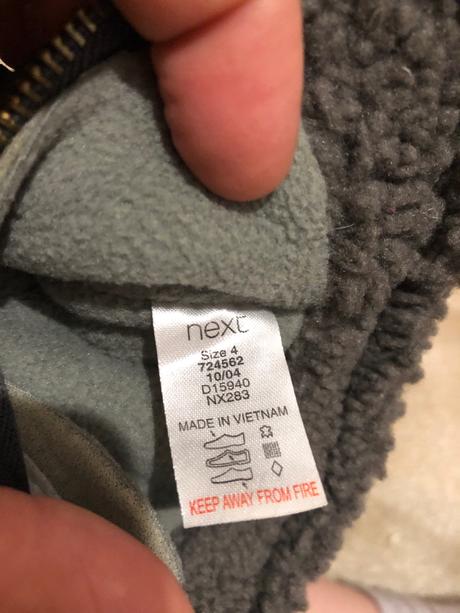 next
Size 4
724562
10/04
D15940
NX283
MADE IN VIETNAM
KEEP AWAY FROM FIRE